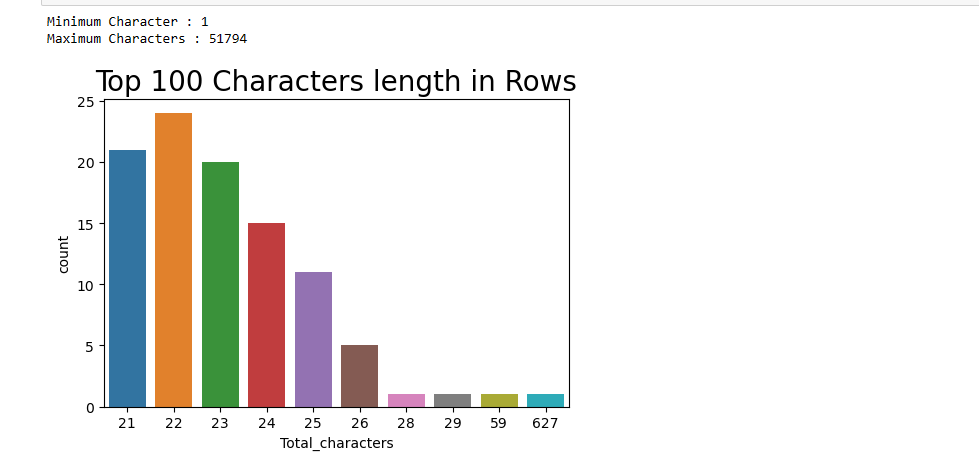 Minimum Character : 1
Maximum Characters : 51794
Top 100 Characters length in Rows
25
20
15
10
5
0
count
21 22 23 24 25 26 28 29 59 627
Total_characters